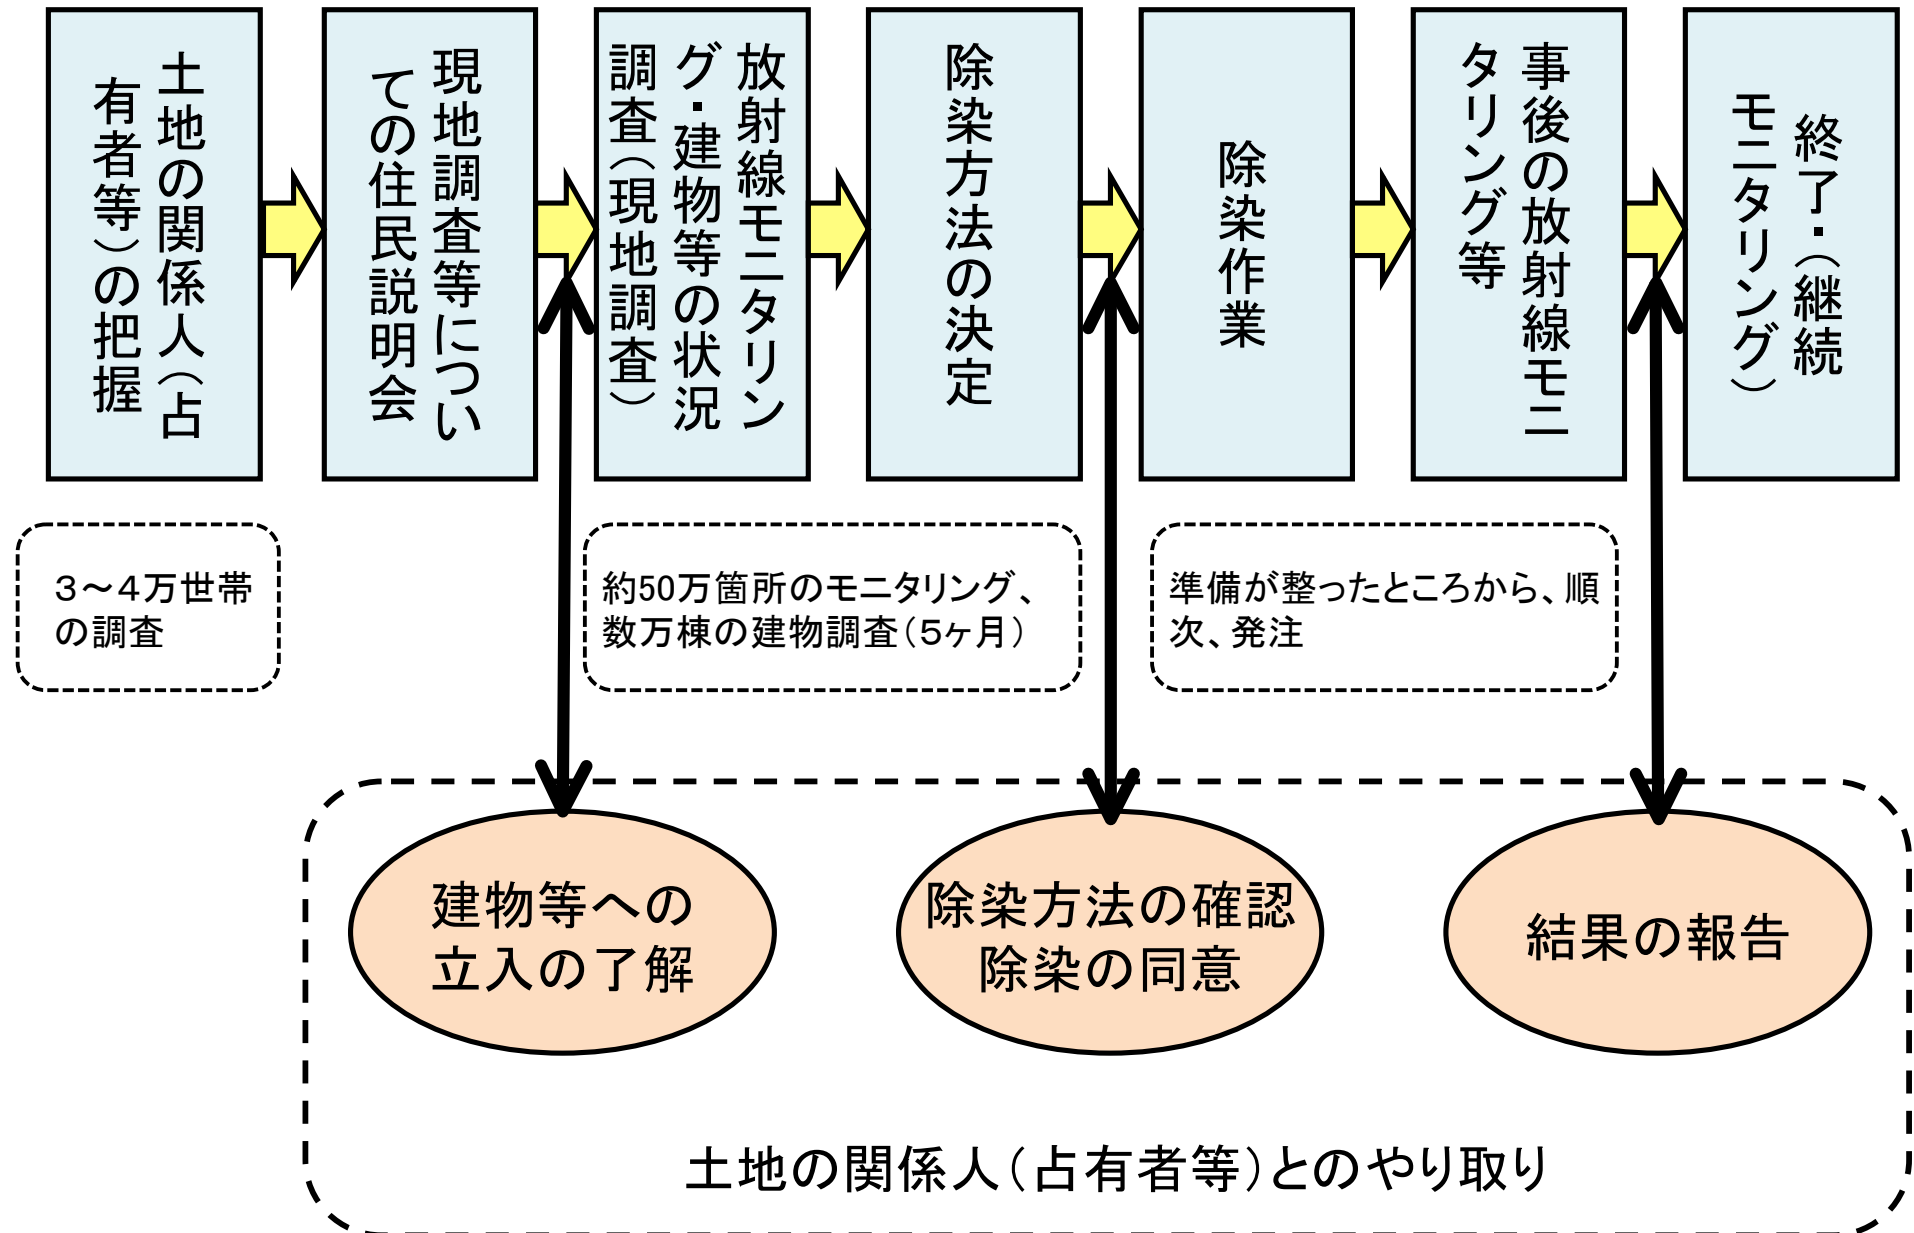 土地の関係人（占
有者等）の把握
現地調査等につい
ての住民説明会
放射線モニタリン
グ・建物等の状況
調査（現地調査）
除染方法の決定
除染作業
事後の放射線モニ
タリング等
終了・（継続
モニタリング）
３～４万世帯
の調査
約50万箇所のモニタリング、
数万棟の建物調査（５ヶ月）
準備が整ったところから、順
次、発注
建物等への
立入の了解
除染方法の確認
除染の同意
結果の報告
土地の関係人（占有者等）とのやり取り